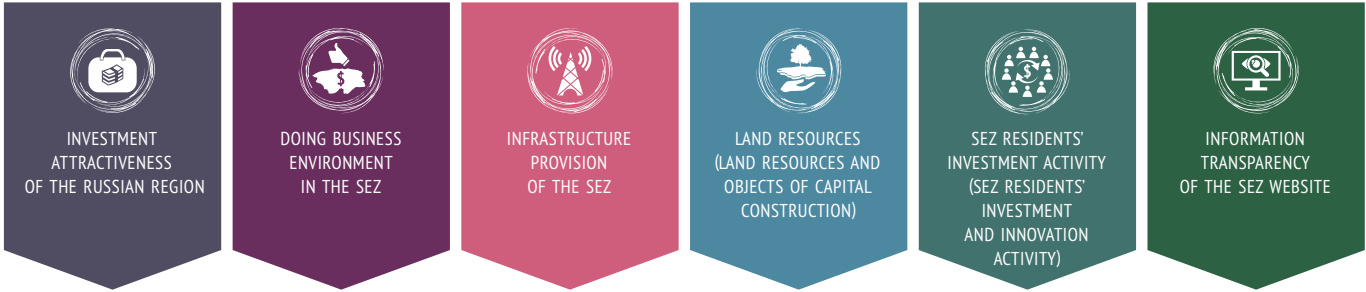 INVESTMENT
ATTRACTIVENESS
OF THE RUSSIAN REGION
DOING BUSINESS
ENVIRONMENT
IN THE SEZ
INFRASTRUCTURE
PROVISION
OF THE SEZ
LAND RESOURCES
(LAND RESOURCES AND
OBJECTS OF CAPITAL
CONSTRUCTION)
SEZ RESIDENTS'
INVESTMENT ACTIVITY
(SEZ RESIDENTS'
INVESTMENT
AND INNOVATION
ACTIVITY)
INFORMATION
TRANSPARENCY
OF THE SEZ WEBSITE